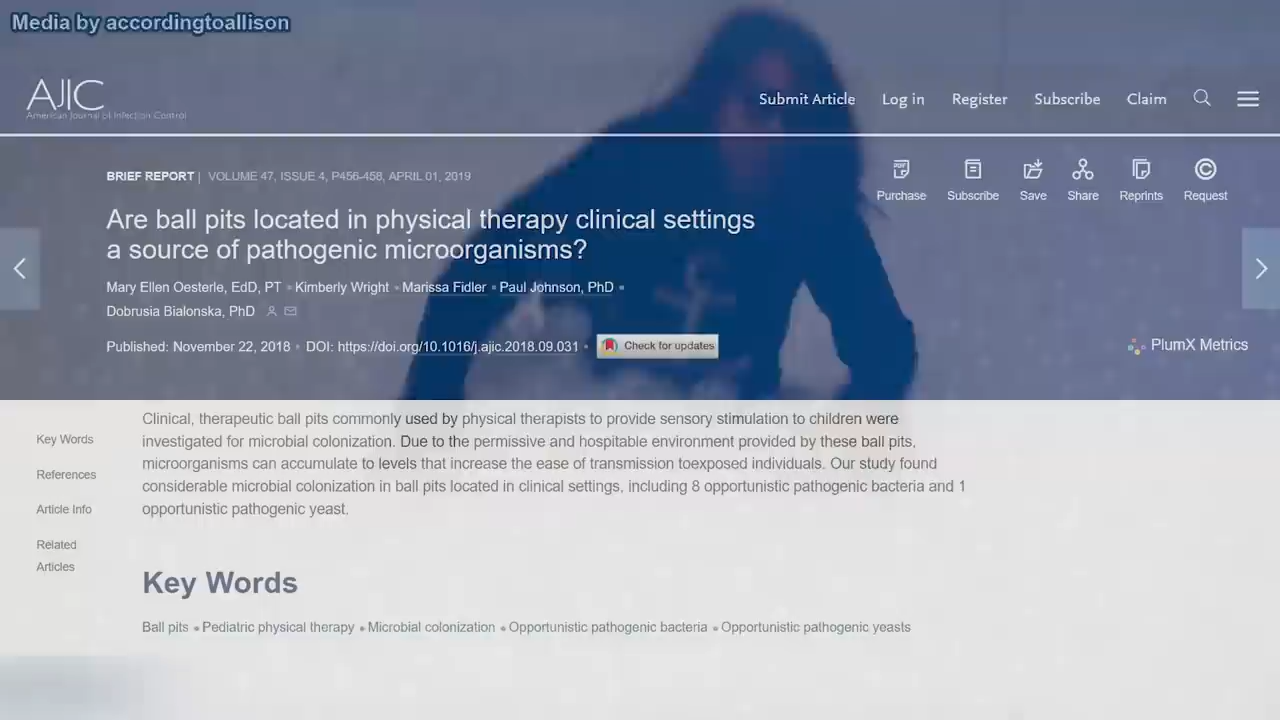 Media by accordingtoallison
AJIC
American Journal of Infection Control
Submit Article Log in Register Subscribe Claim
BRIEF REPORT | VOLUME 47, ISSUE 4, P456-458, APRIL 01, 2019
Purchase Subscribe Save Share Reprints Request
Are ball pits located in physical therapy clinical settings
a source of pathogenic microorganisms?
Mary Ellen Oesterle, EdD, PT • Kimberly Wright • Marissa Fidler • Paul Johnson, PhD •
Dobrusia Bialonska, PhD
Published: November 22, 2018 • DOI: https://doi.org/10.1016/j.ajic.2018.09.031 • Check for updates
PlumX Metrics
Key Words
References
Article Info
Related
Articles
Clinical, therapeutic ball pits commonly used by physical therapists to provide sensory stimulation to children were
investigated for microbial colonization. Due to the permissive and hospitable environment provided by these ball pits,
microorganisms can accumulate to levels that increase the ease of transmission toexposed individuals. Our study found
considerable microbial colonization in ball pits located in clinical settings, including 8 opportunistic pathogenic bacteria and 1
opportunistic pathogenic yeast.
Key Words
Ball pits • Pediatric physical therapy • Microbial colonization • Opportunistic pathogenic bacteria • Opportunistic pathogenic yeasts